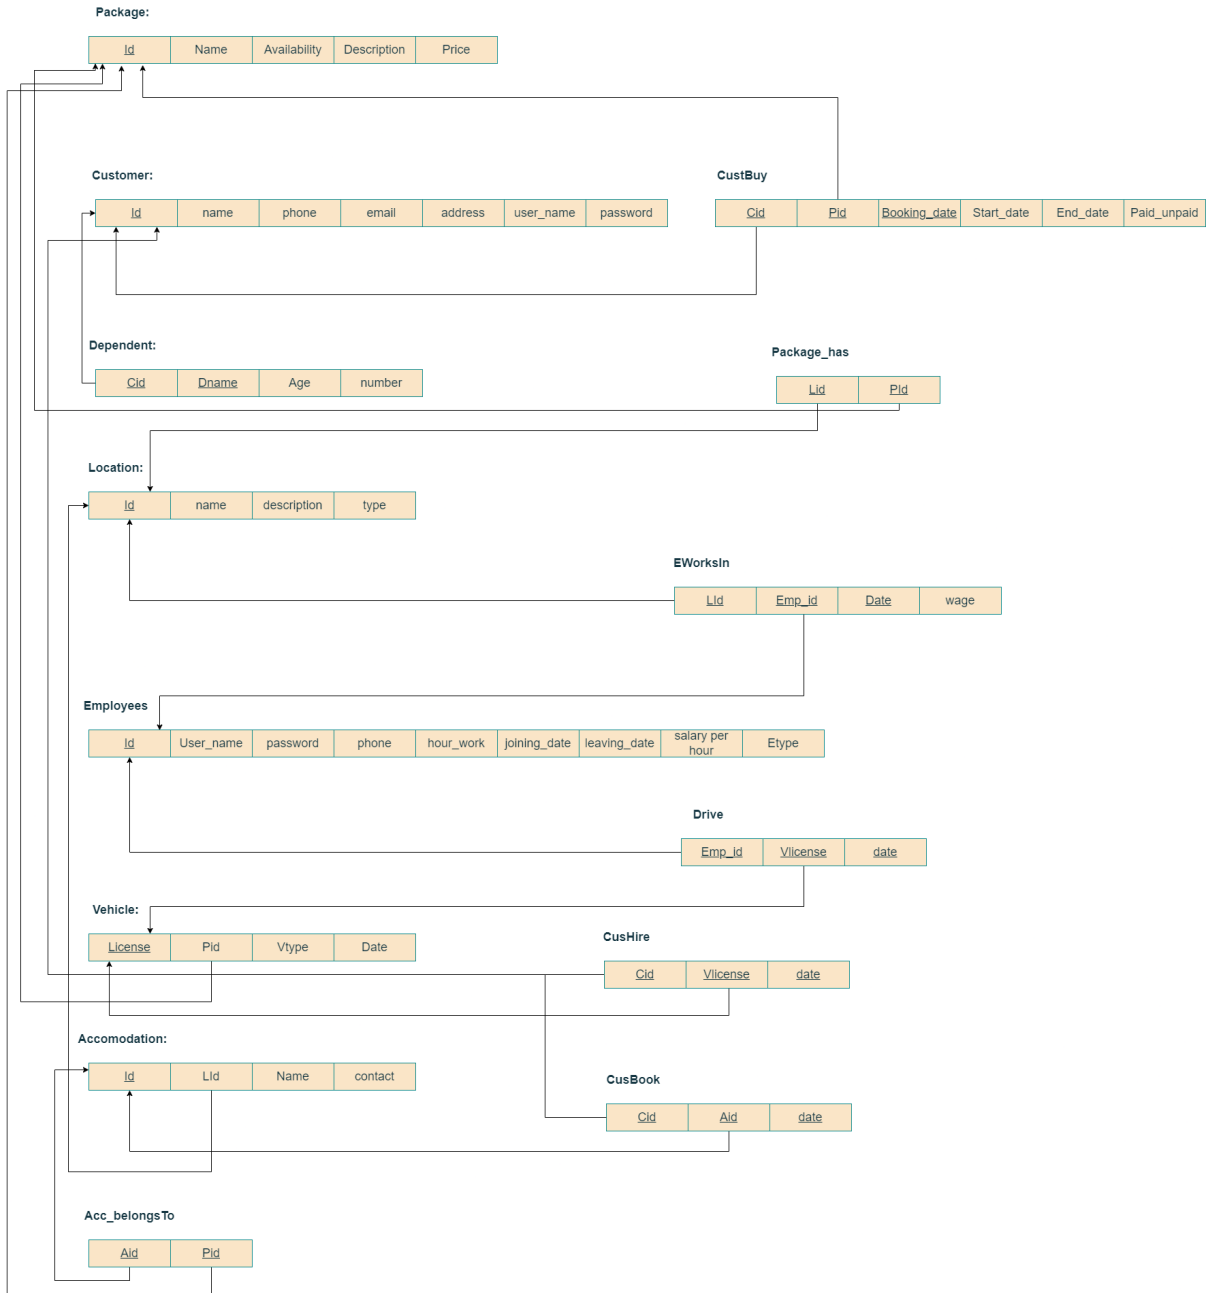 Package:
Id Name Availability Description Price
Customer:
Id name phone email address user_name password
CustBuy
Cid Pid Booking_date Start_date End_date Paid_unpaid
Dependent:
Cid Dname Age number
Package_has
Lid PId
Location:
Id name description type
EWorksIn
LId Emp_id Date wage
Employees
Id User_name password phone hour_work joining_date leaving_date salary per
hour Etype
Drive
Emp_id Vlicense date
Vehicle:
License Pid Vtype Date
CusHire
Cid Vlicense date
Accomodation:
Id LId Name contact
CusBook
Cid Aid date
Acc_belongsTo
Aid Pid